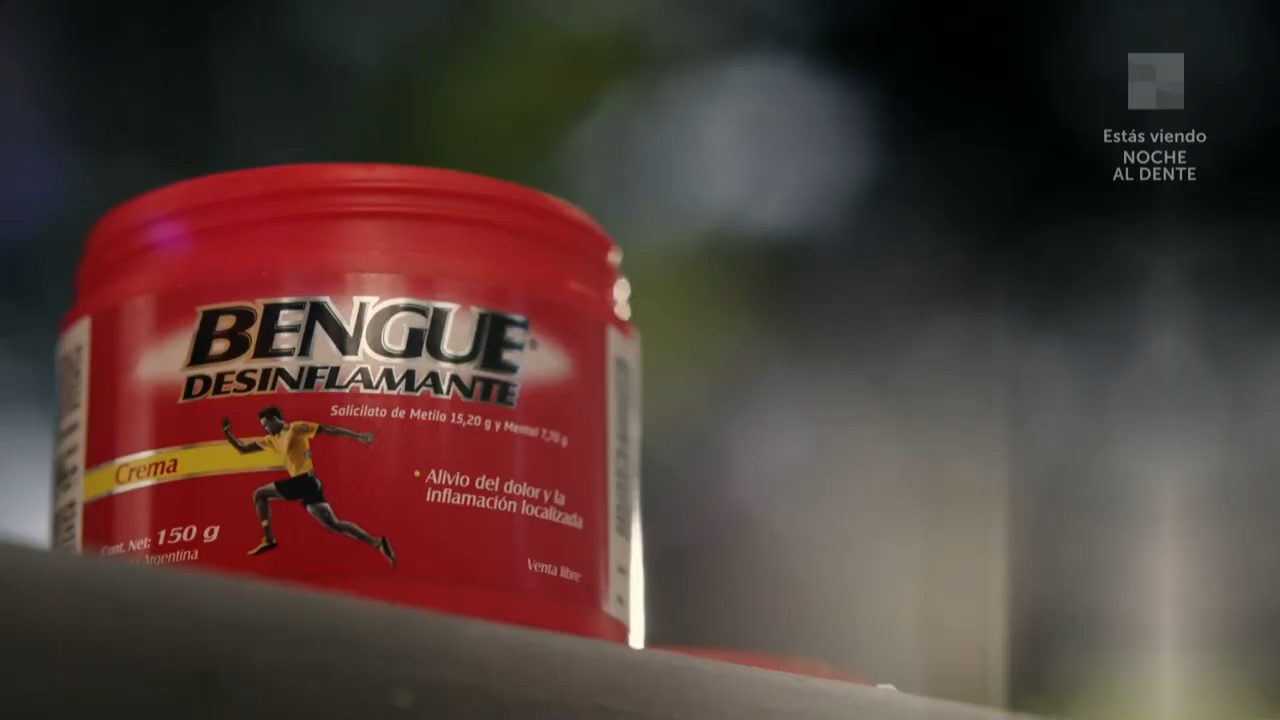 Estás viendo
NOCHE
AL DENTE
BENGUE®
DESINFLAMANTE
Salicilato de Metilo 15,20 g y Mentol 7,70 g
Crema
• Alivio del dolor y la
inflamación localizada
Cont. Net: 150 g
Argentina
Venta libre